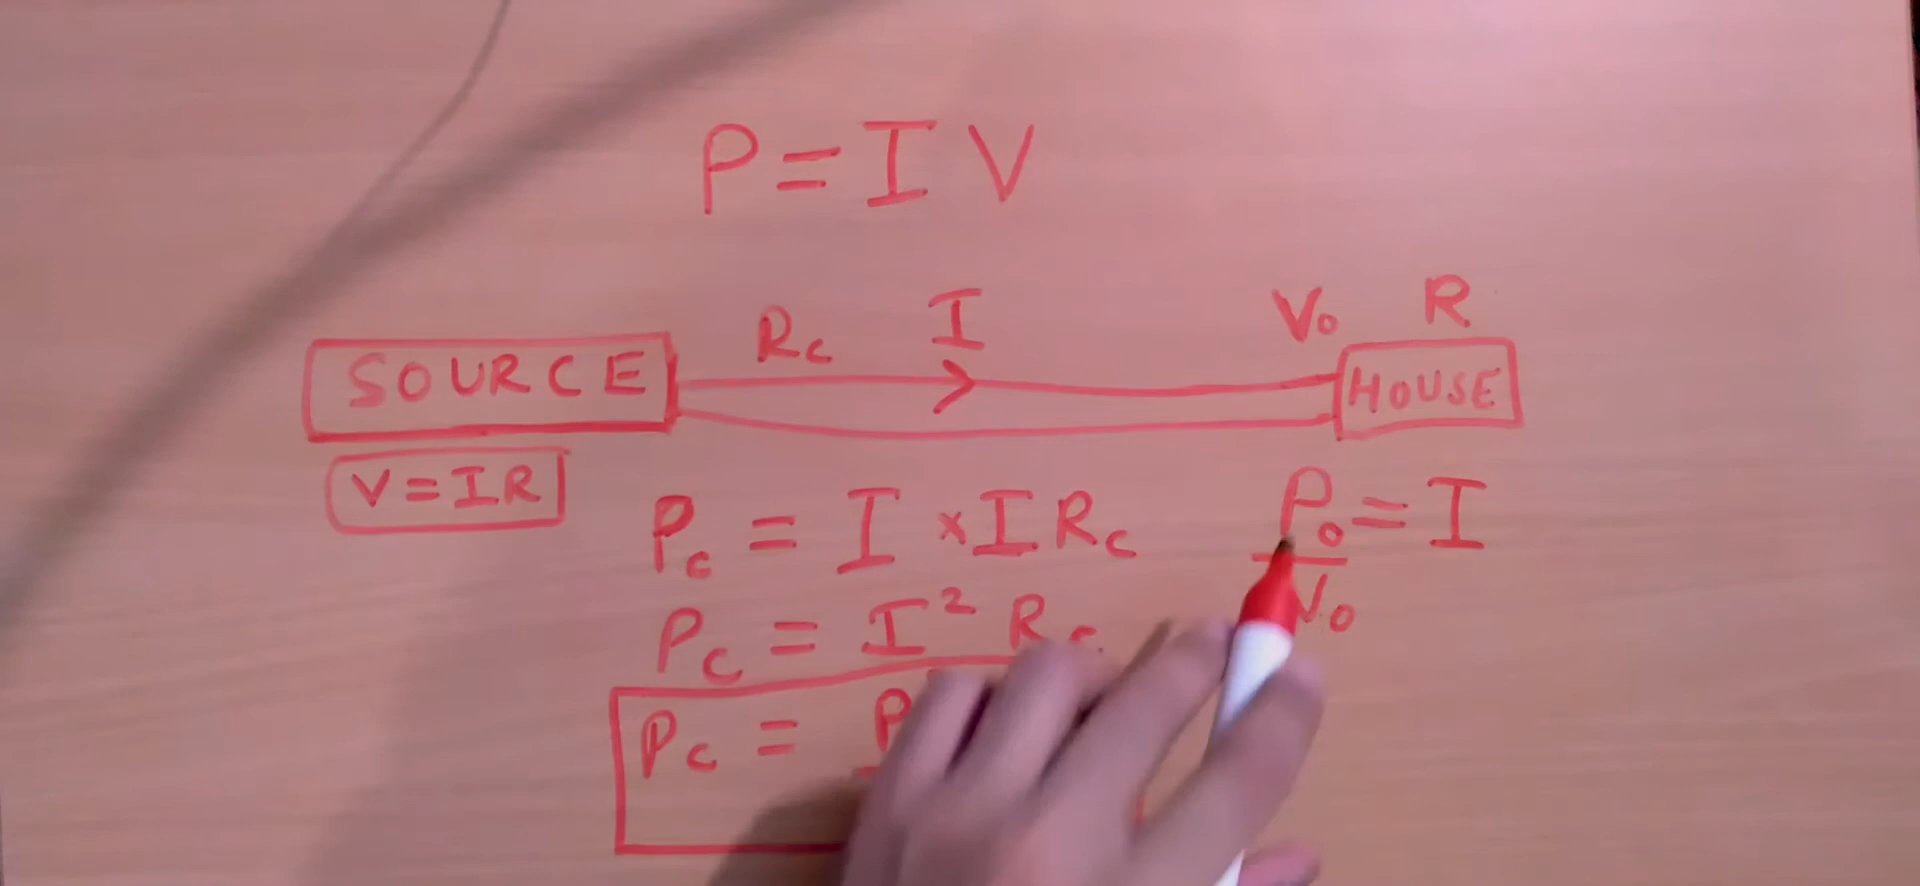 P = I V
Rc I Vo R
SOURCE HOUSE
V = IR
Pc = I × I Rc
Po/Vo = I
Pc = I² Rc
Pc = P